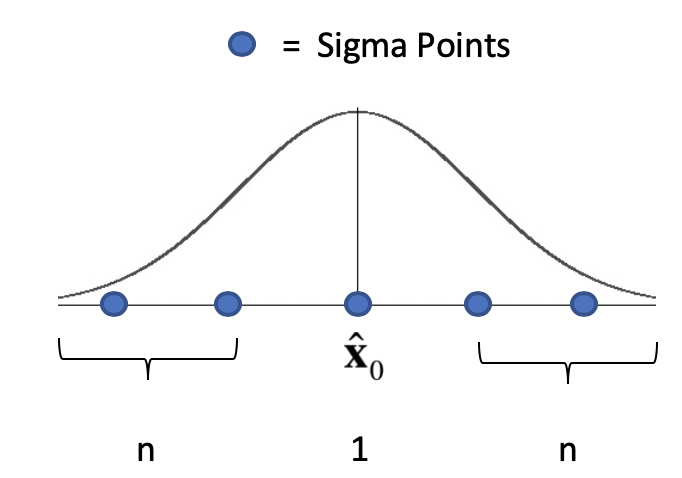 = Sigma Points
x̂₀
n 1 n